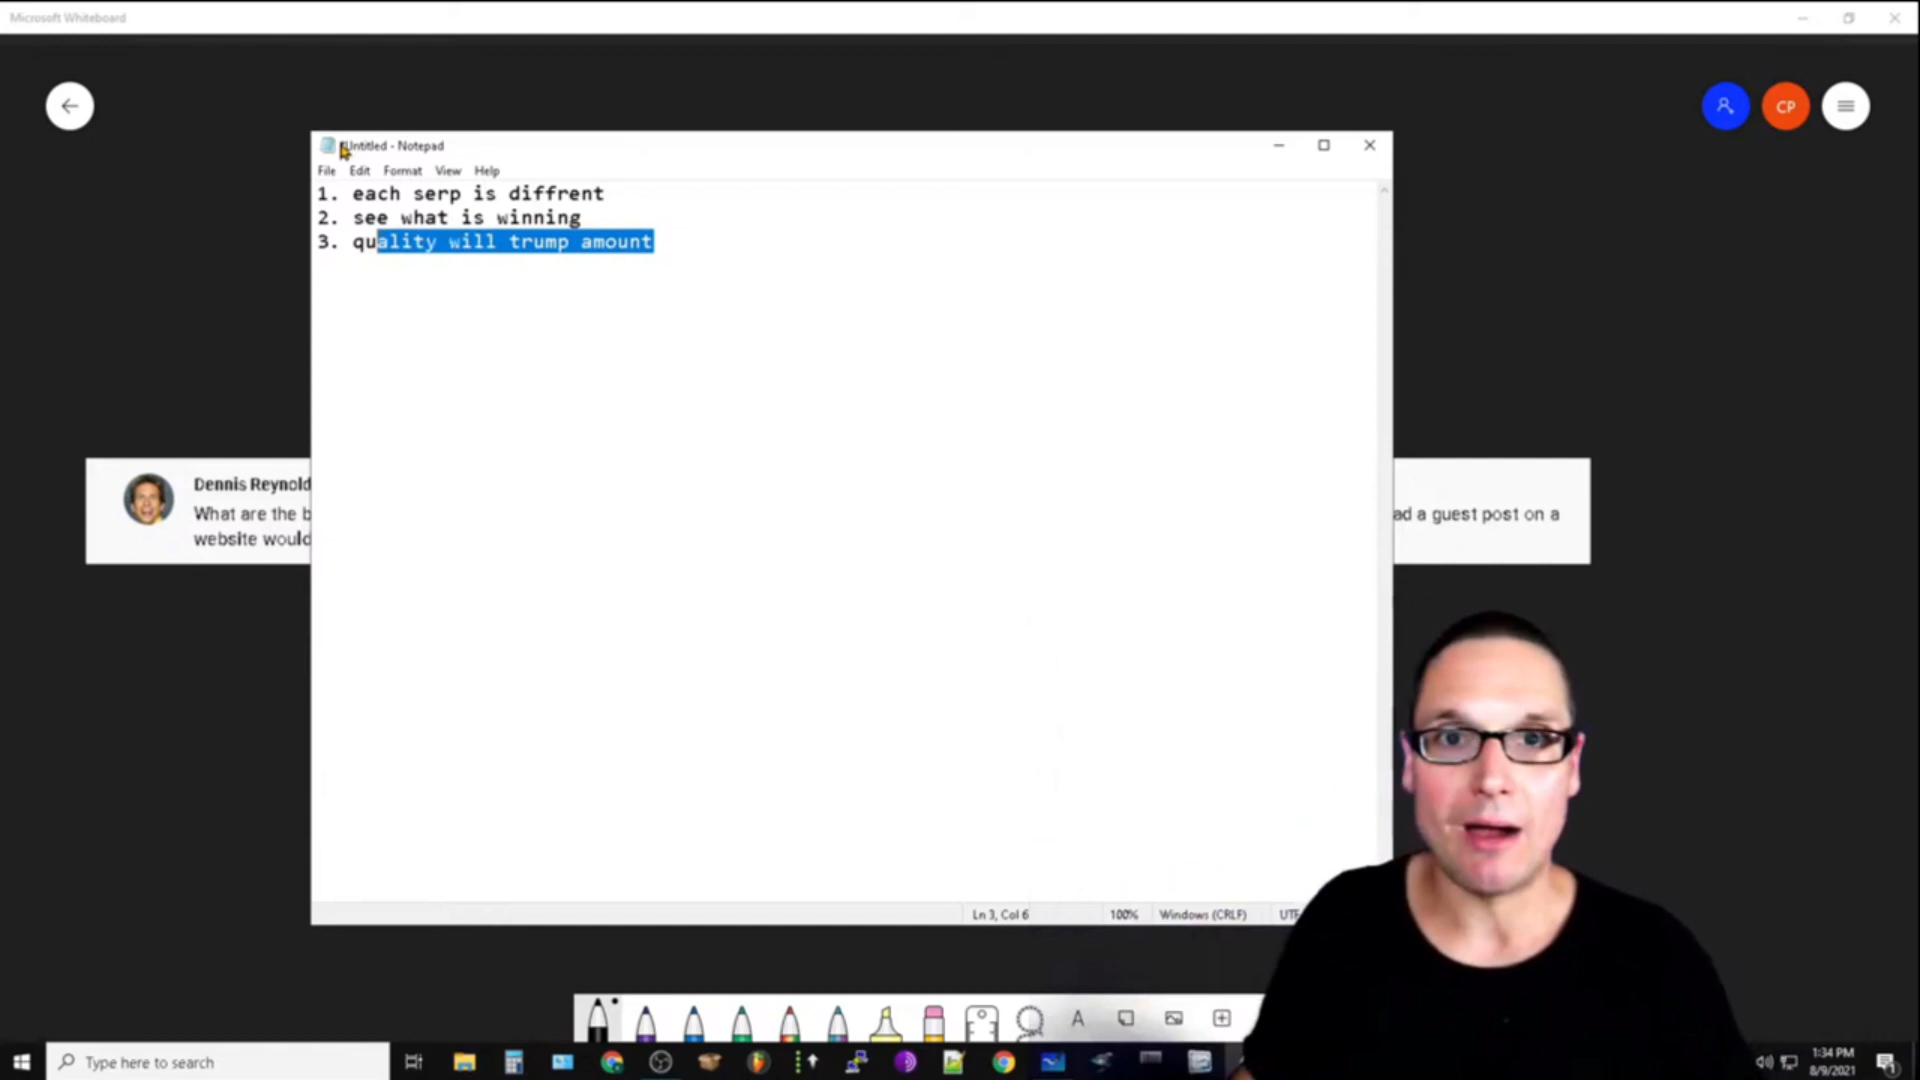 Microsoft Whiteboard
CP
Untitled - Notepad
File Edit Format View Help
1. each serp is diffrent
2. see what is winning
3. quality will trump amount
Dennis Reynold
What are the b
ad a guest post on a
website would
Ln 3, Col 6
100%
Windows (CRLF)
UTF
A
Type here to search
1:34 PM
8/9/2021